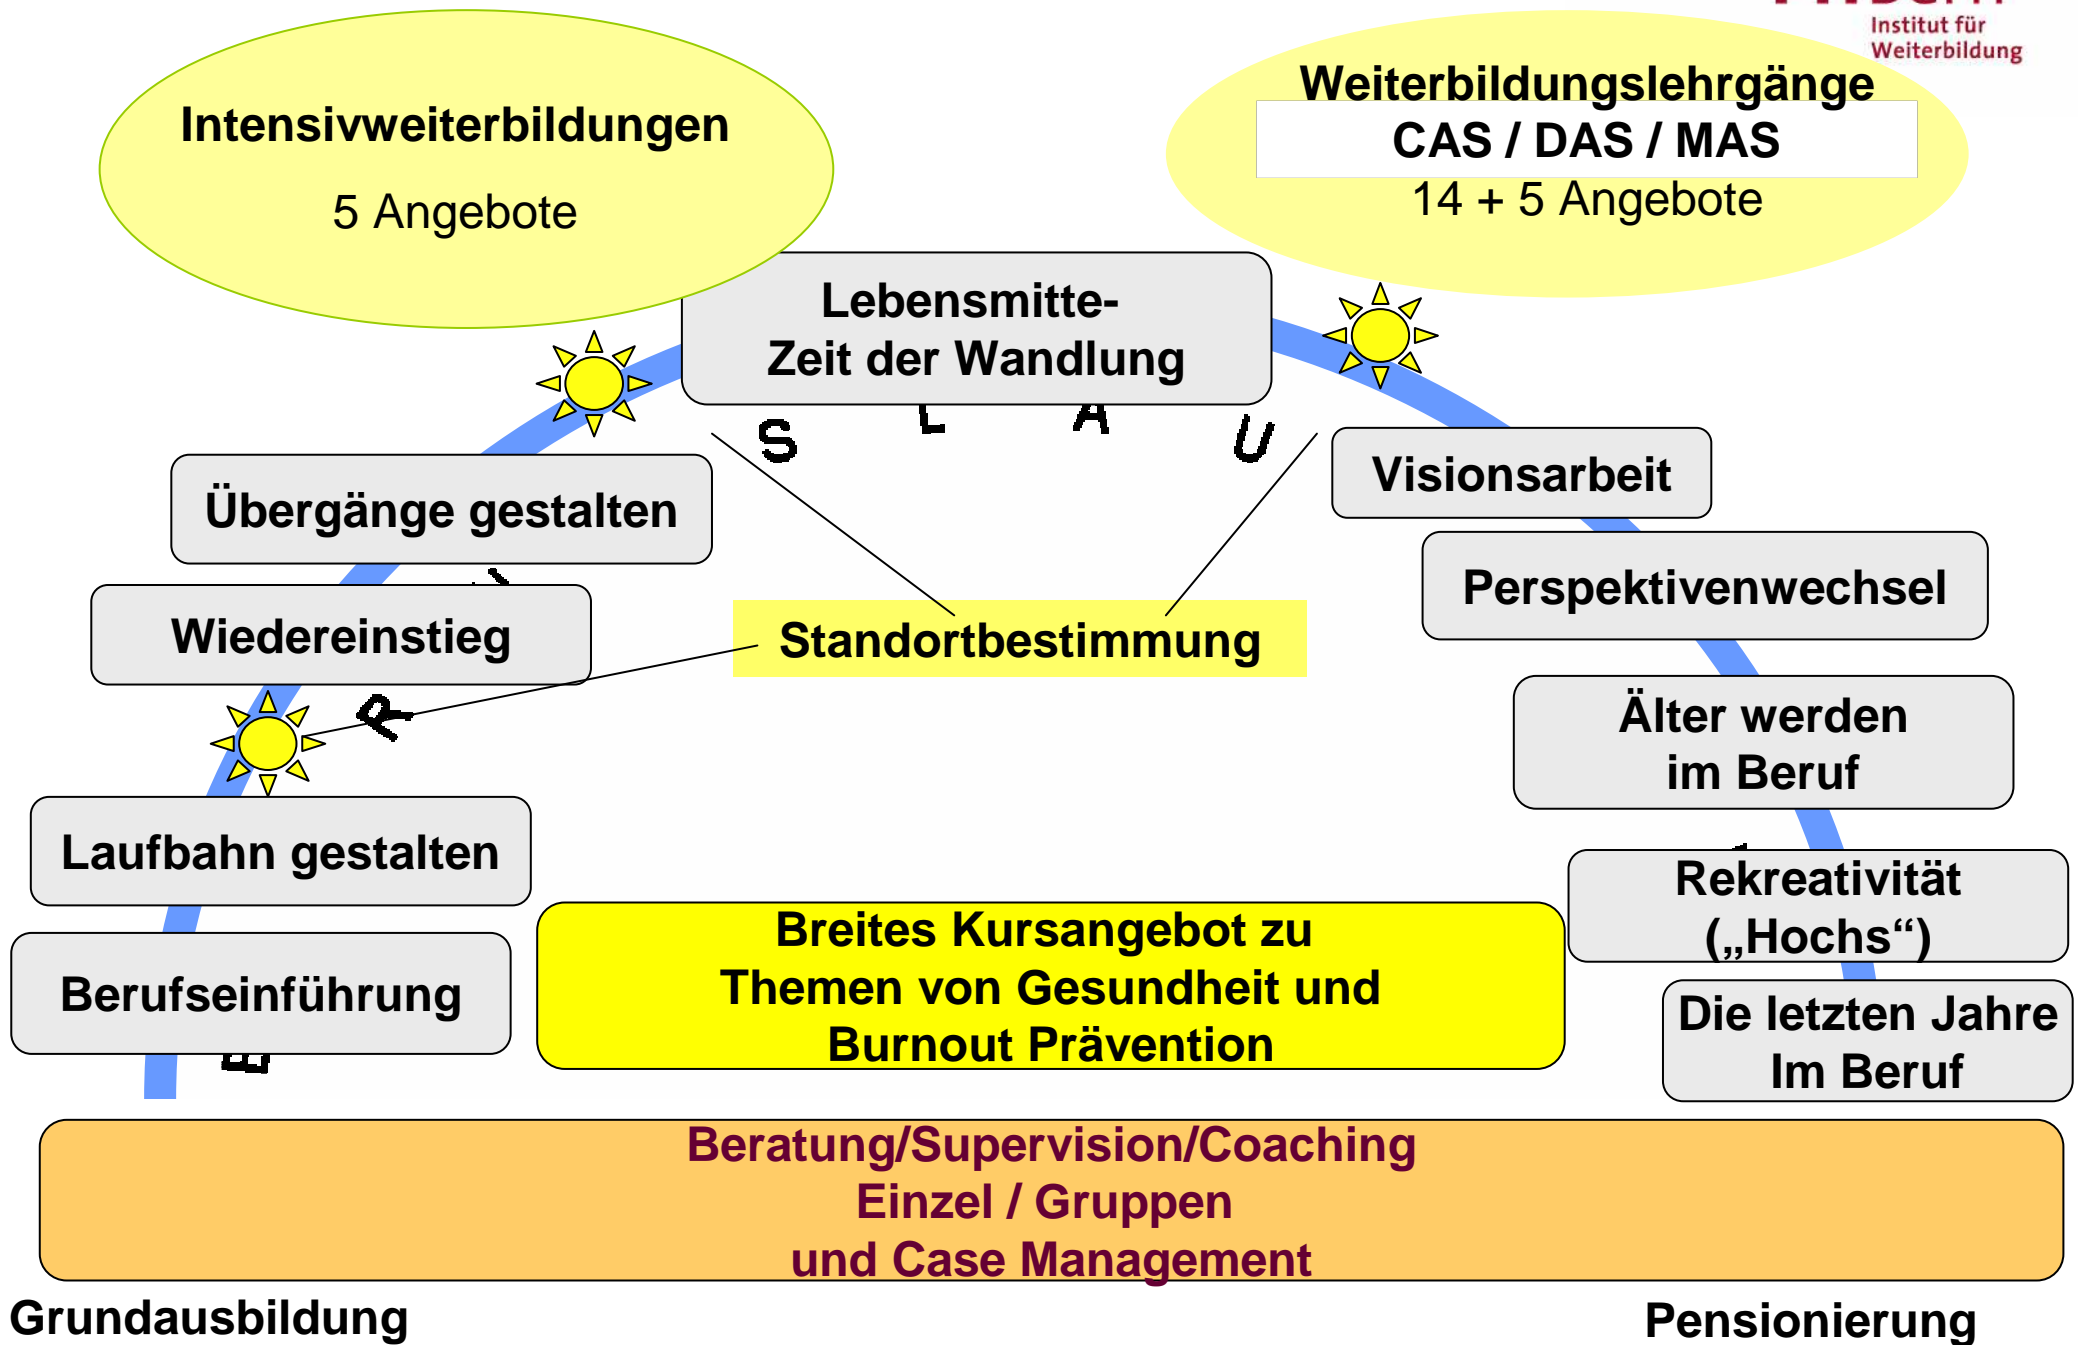 Institut für
Weiterbildung
Intensivweiterbildungen
5 Angebote
Weiterbildungslehrgänge
CAS / DAS / MAS
14 + 5 Angebote
Lebensmitte-
Zeit der Wandlung
S L A U
Übergänge gestalten
Visionsarbeit
Perspektivenwechsel
Wiedereinstieg
Standortbestimmung
R
Älter werden
im Beruf
Laufbahn gestalten
Rekreativität
(„Hochs“)
Breites Kursangebot zu
Themen von Gesundheit und
Burnout Prävention
Berufseinführung
E
Die letzten Jahre
Im Beruf
Beratung/Supervision/Coaching
Einzel / Gruppen
und Case Management
Grundausbildung
Pensionierung